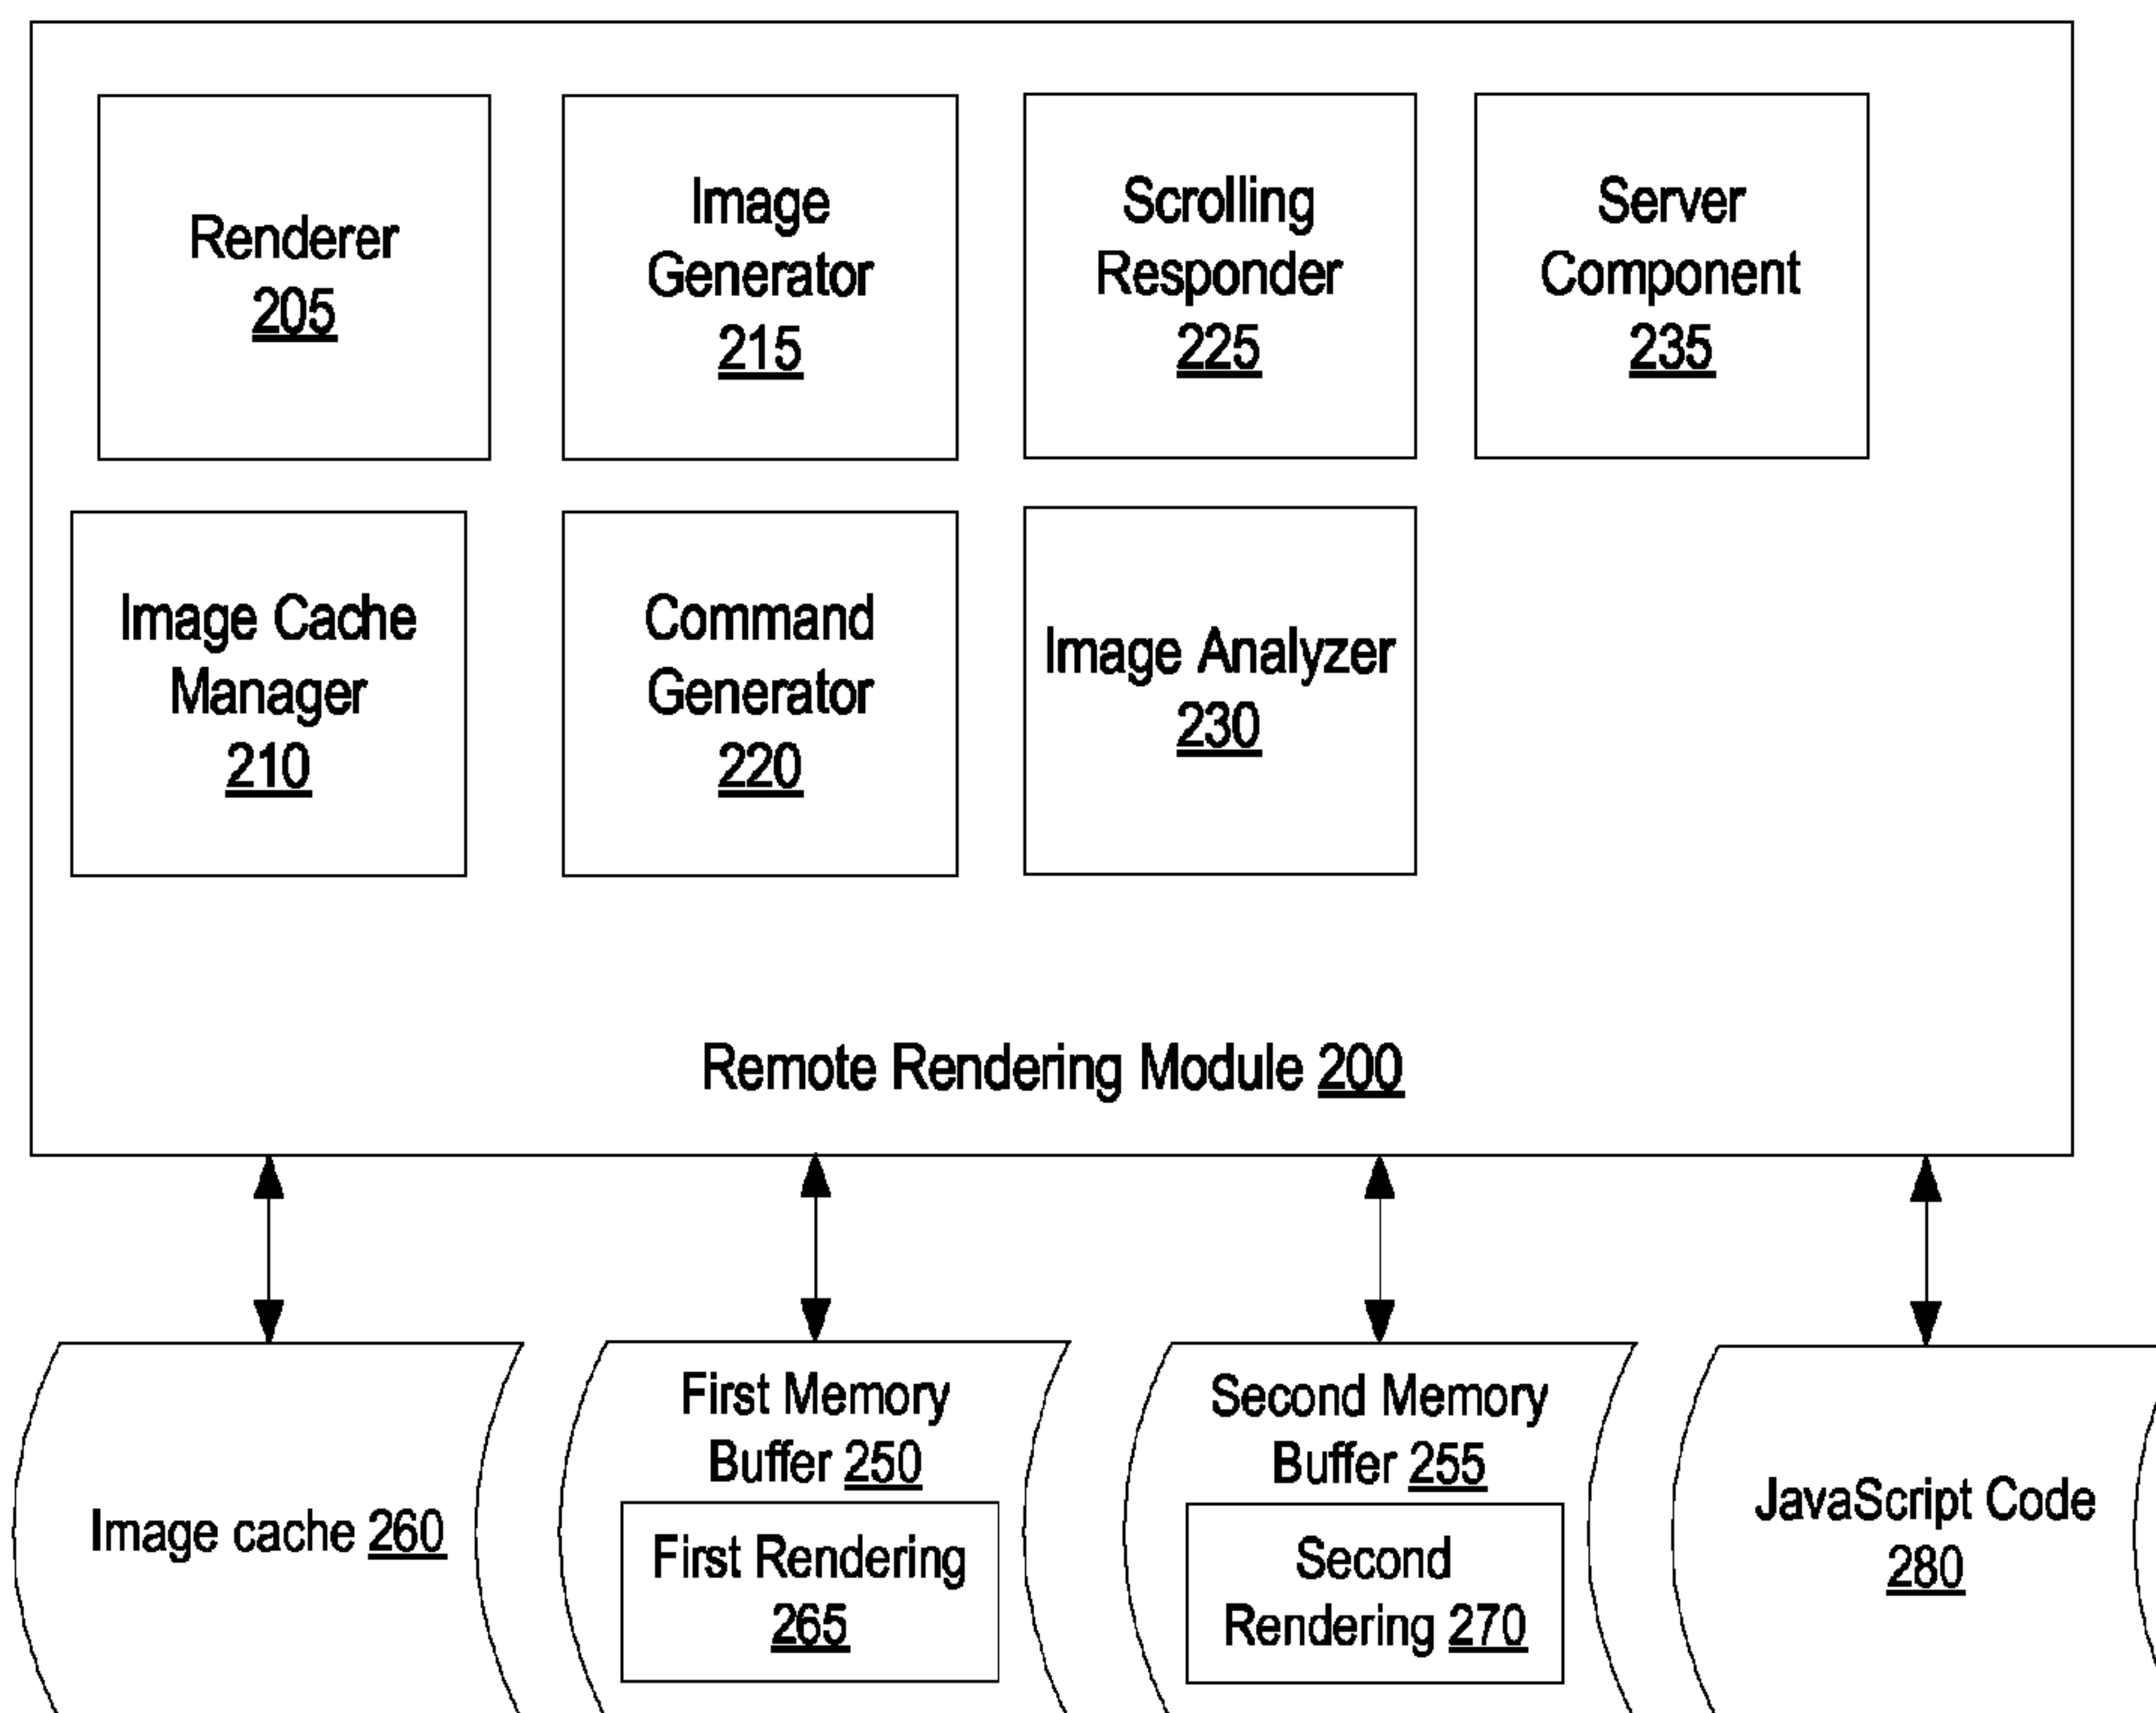 Renderer
205
Image
Generator
215
Scrolling
Responder
225
Server
Component
235
Image Cache
Manager
210
Command
Generator
220
Image Analyzer
230
Remote Rendering Module 200
Image cache 260
First Memory
Buffer 250
First Rendering
265
Second Memory
Buffer 255
Second
Rendering 270
JavaScript Code
280